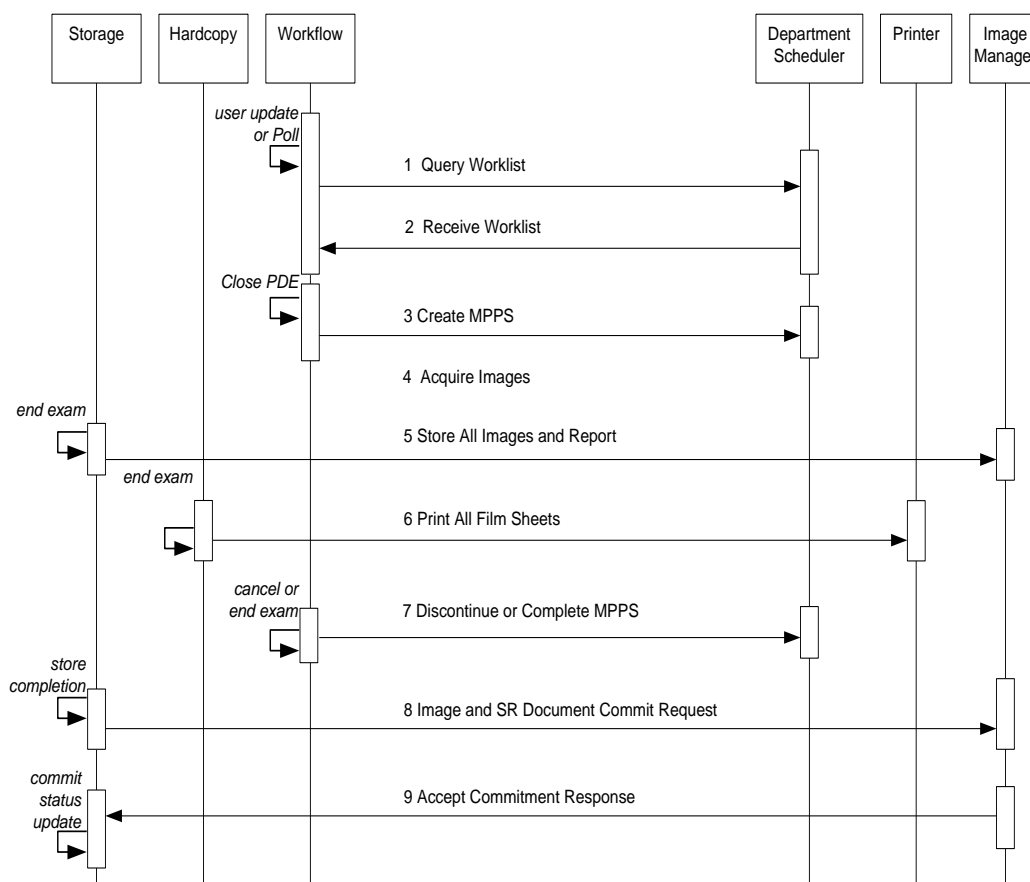 Storage
Hardcopy
Workflow
Department
Scheduler
Printer
Image
Manage
user update
or Poll
1 Query Worklist
2 Receive Worklist
Close PDE
3 Create MPPS
4 Acquire Images
end exam
5 Store All Images and Report
end exam
6 Print All Film Sheets
cancel or
end exam
7 Discontinue or Complete MPPS
store
completion
8 Image and SR Document Commit Request
commit
status
update
9 Accept Commitment Response